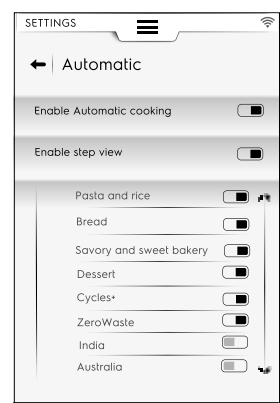 SETTINGS
Automatic
Enable Automatic cooking
Enable step view
Pasta and rice
Bread
Savory and sweet bakery
Dessert
Cycles+
ZeroWaste
India
Australia